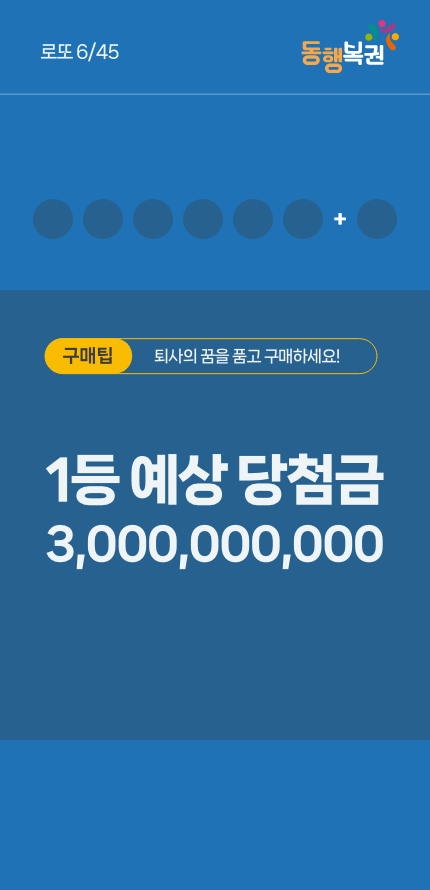 로또 6/45
동행복권
+
구매팁 퇴사의 꿈을 품고 구매하세요!
1등 예상 당첨금
3,000,000,000